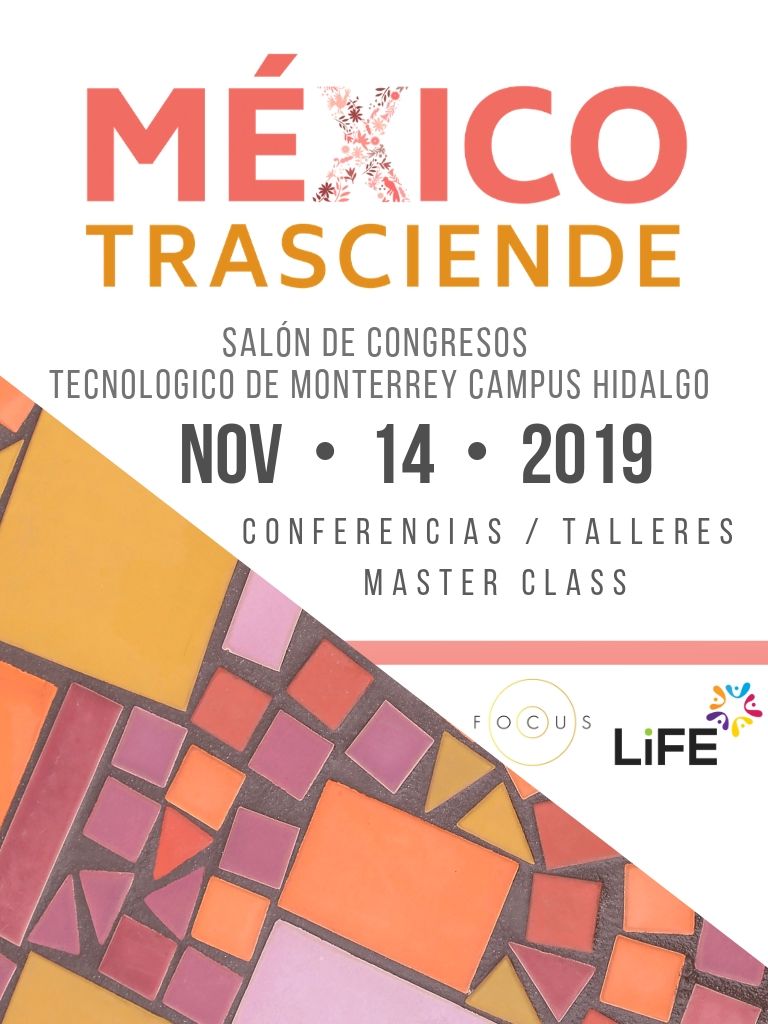 MÉXICO
TRASCIENDE
SALÓN DE CONGRESOS
TECNOLOGICO DE MONTERREY CAMPUS HIDALGO
NOV • 14 • 2019
CONFERENCIAS / TALLERES
MASTER CLASS
FOCUS
LiFE